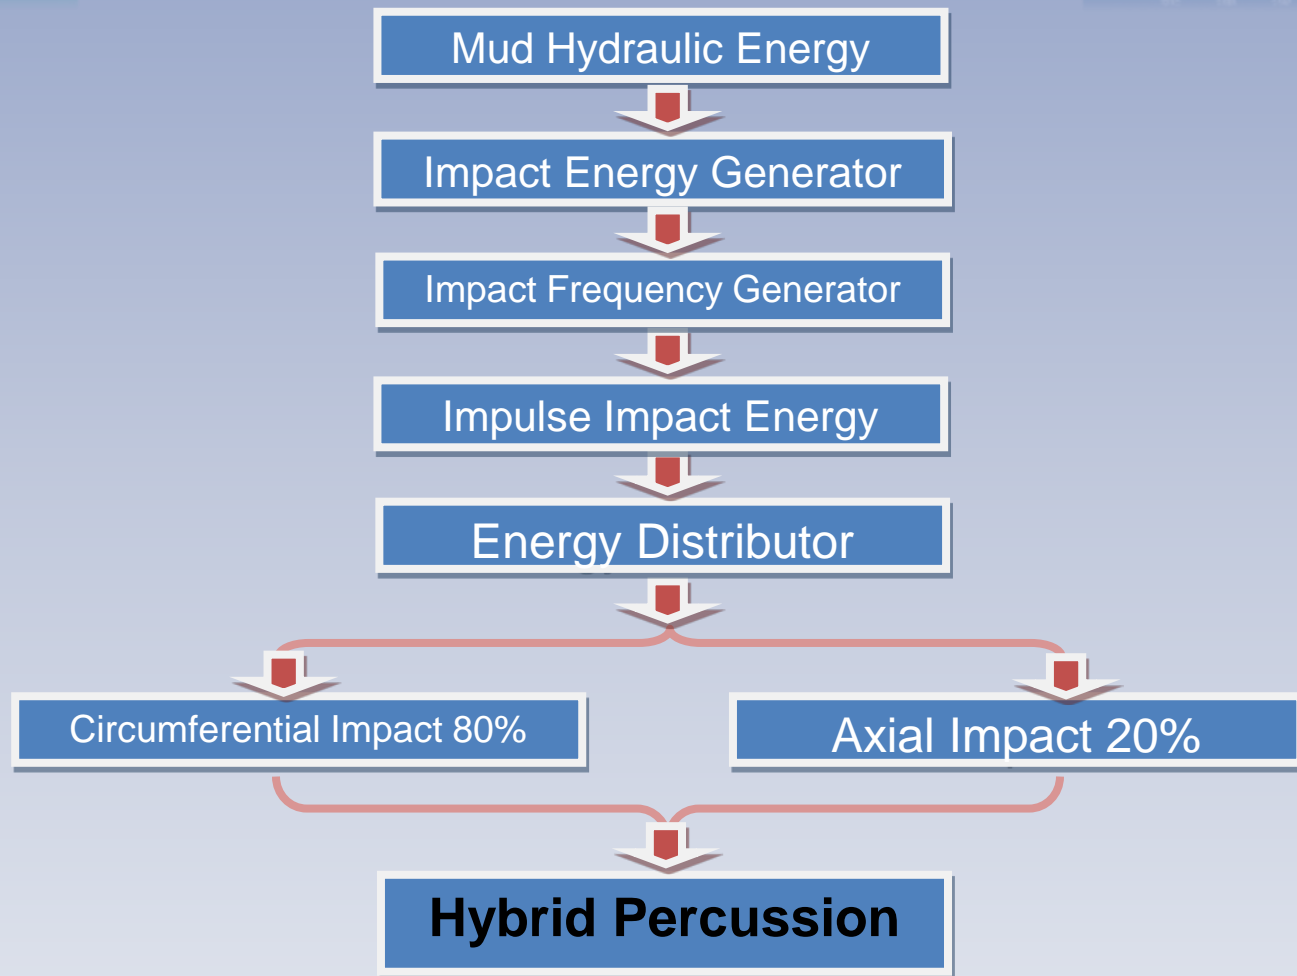 Mud Hydraulic Energy
Impact Energy Generator
Impact Frequency Generator
Impulse Impact Energy
Energy Distributor
Circumferential Impact 80%
Axial Impact 20%
Hybrid Percussion